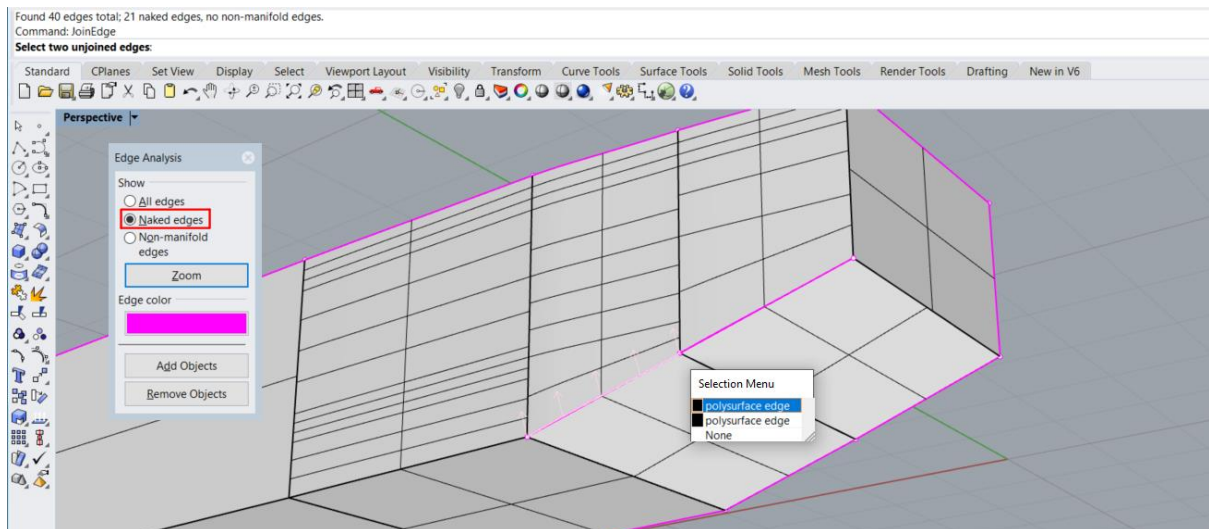 Found 40 edges total; 21 naked edges, no non-manifold edges.
Command: JoinEdge
Select two unjoined edges:
Standard CPlanes Set View Display Select Viewport Layout Visibility Transform Curve Tools Surface Tools Solid Tools Mesh Tools Render Tools Drafting New in V6
Perspective
Edge Analysis
Show
All edges
Naked edges
Non-manifold
edges
Zoom
Edge color
Add Objects
Remove Objects
Selection Menu
polysurface edge
polysurface edge
None